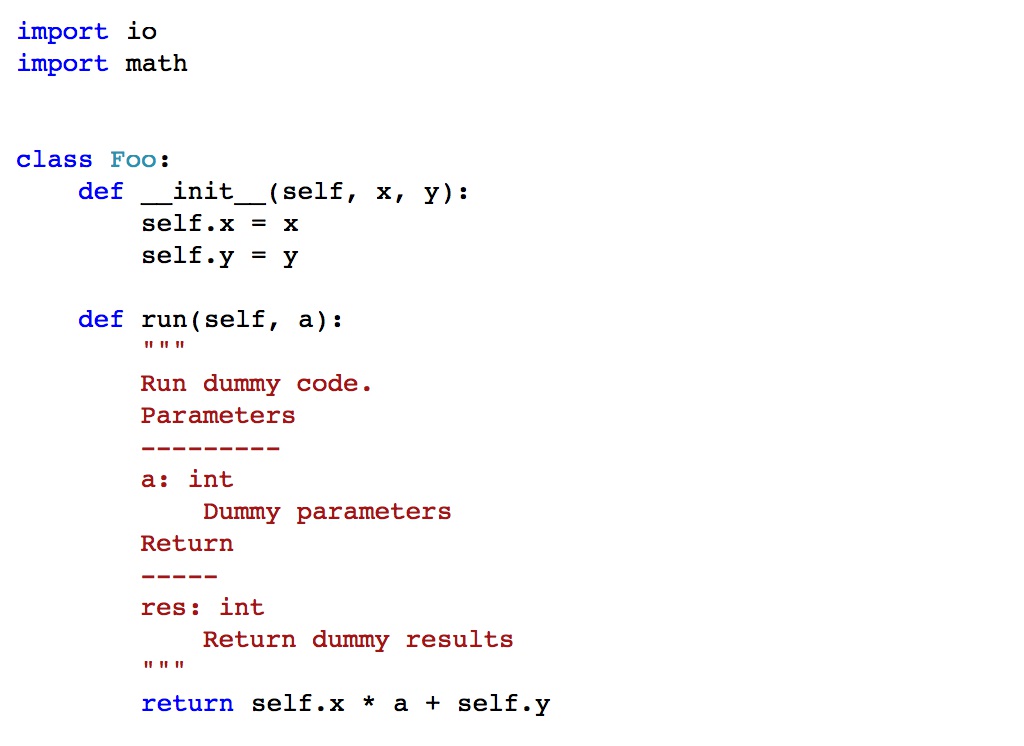 import io
import math
class Foo:
    def __init__(self, x, y):
        self.x = x
        self.y = y
    def run(self, a):
        """
        Run dummy code.
        Parameters
        ---------
        a: int
            Dummy parameters
        Return
        -----
        res: int
            Return dummy results
        """
        return self.x * a + self.y